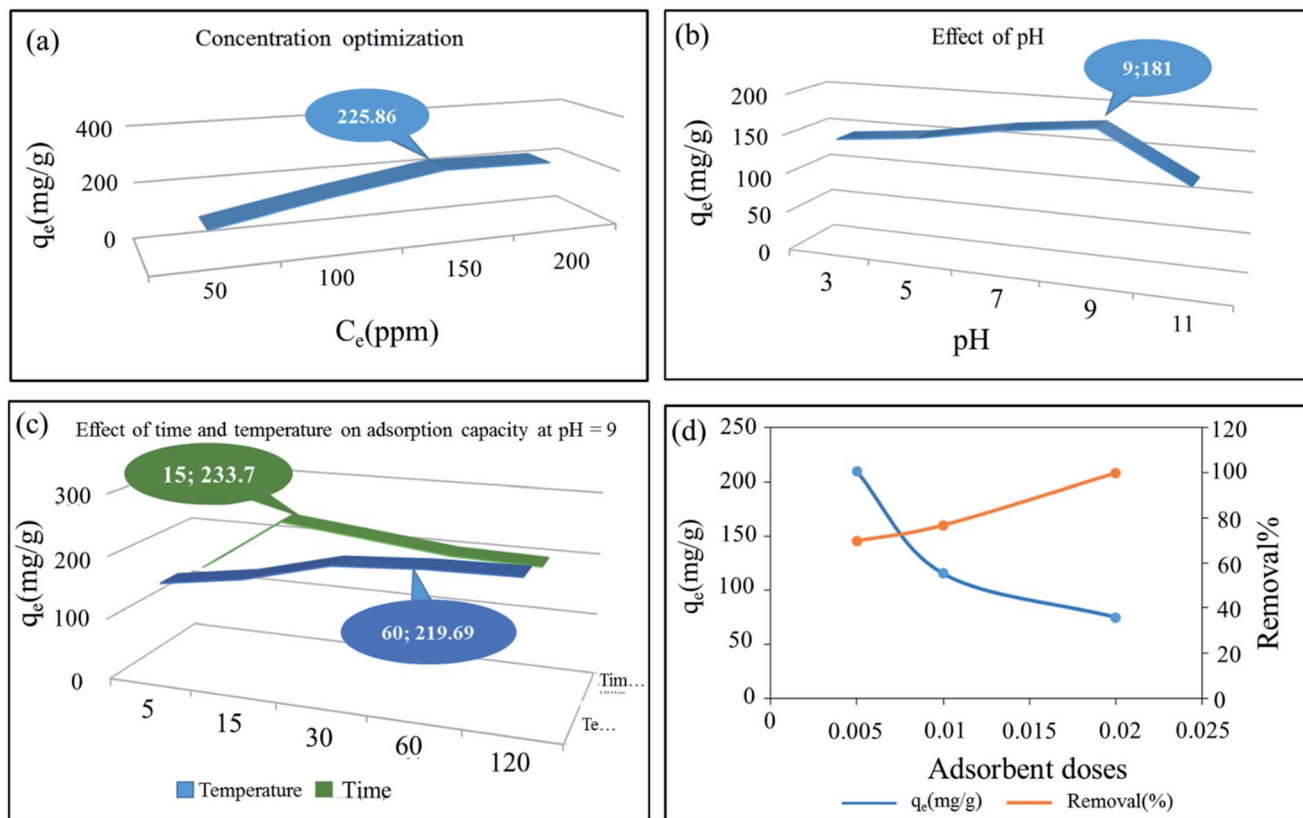 (a)
Concentration optimization
225.86
400
200
0
qe(mg/g)
50
100
150
200
Ce(ppm)
(b)
Effect of pH
9;181
200
150
100
50
0
qe(mg/g)
3
5
7
9
11
pH
(c)
Effect of time and temperature on adsorption capacity at pH = 9
15; 233.7
300
200
100
0
qe(mg/g)
60; 219.69
5
15
30
60
120
Tim...
Te...
Temperature
Time
(d)
250
200
150
100
50
0
qe(mg/g)
120
100
80
60
40
20
0
Removal%
0
0.005
0.01
0.015
0.02
0.025
Adsorbent doses
qe(mg/g)
Removal(%)